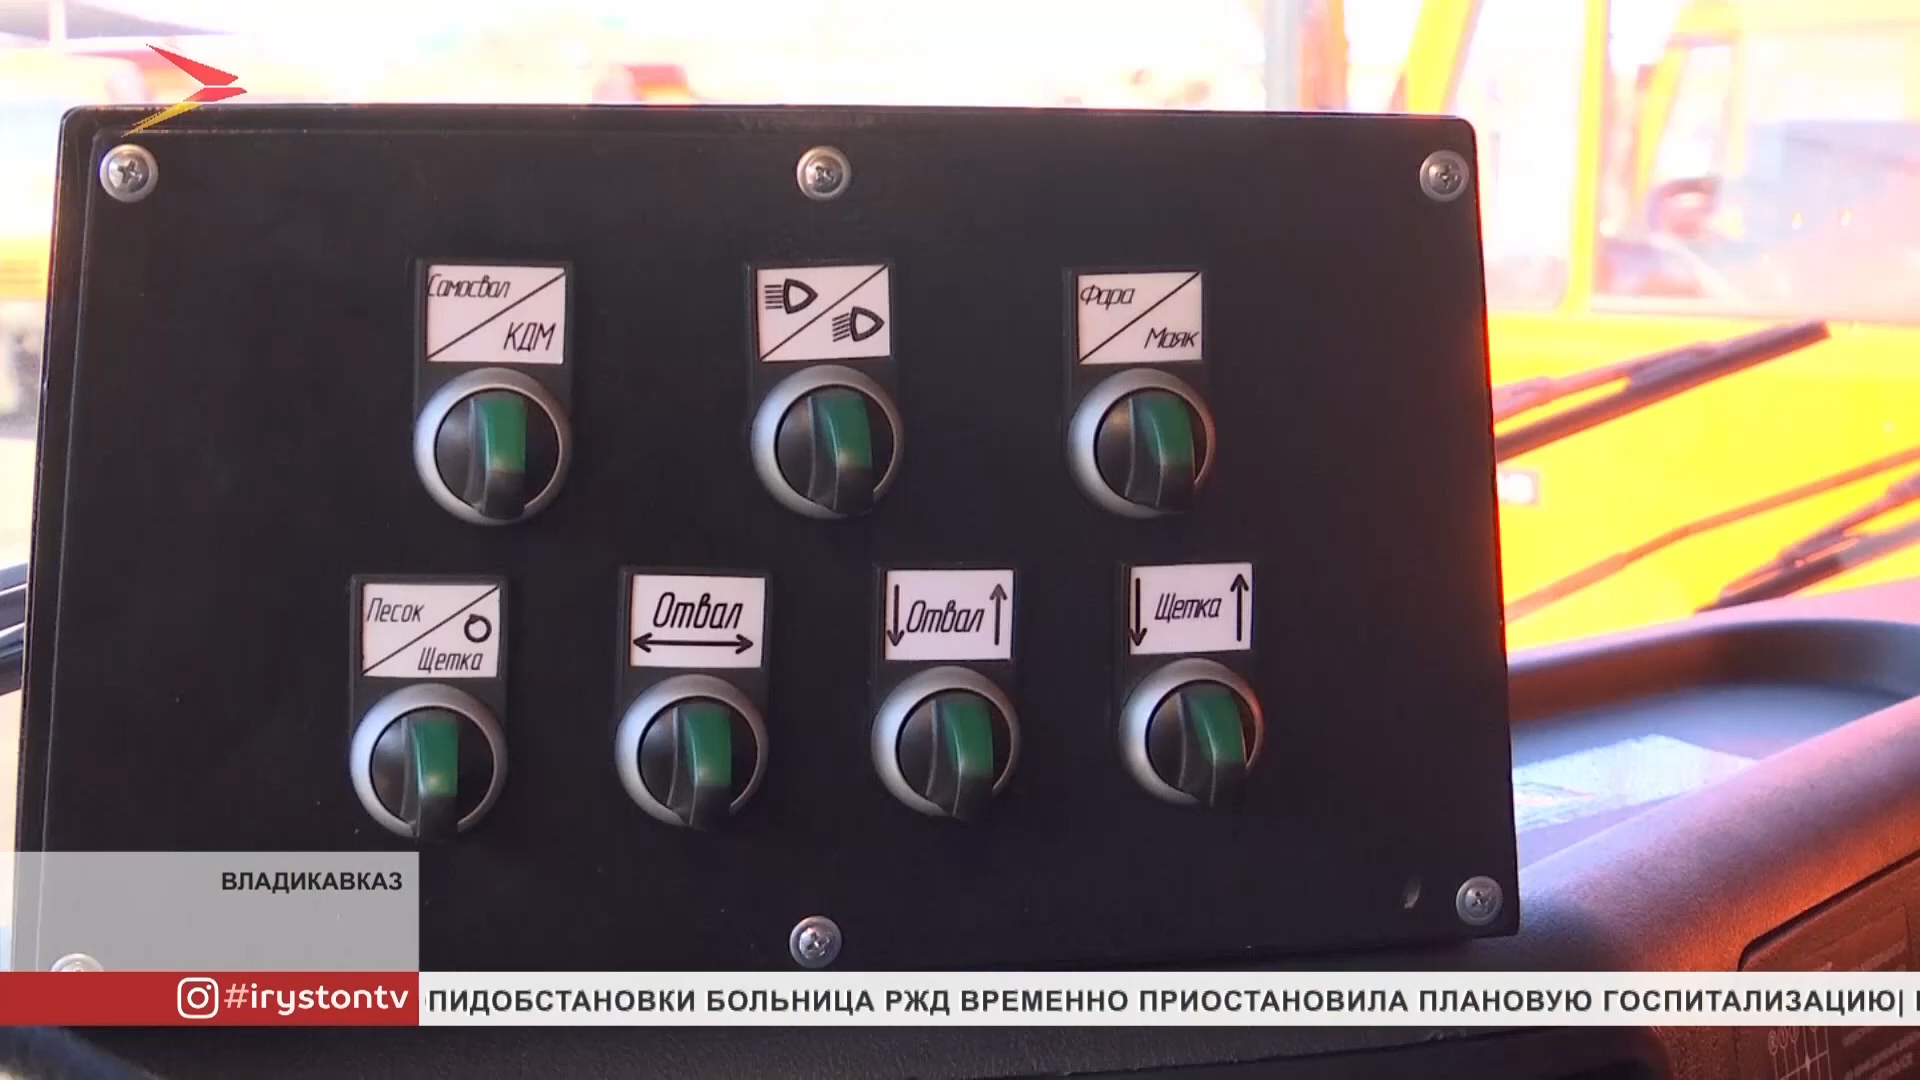 Самосвал
КДМ
Фара
Маяк
Песок
Щетка
Отвал
Отвал
Щетка
ВЛАДИКАВКАЗ
#irystontv
ПИДОБСТАНОВКИ БОЛЬНИЦА РЖД ВРЕМЕННО ПРИОСТАНОВИЛА ПЛАНОВУЮ ГОСПИТАЛИЗАЦИЮ|